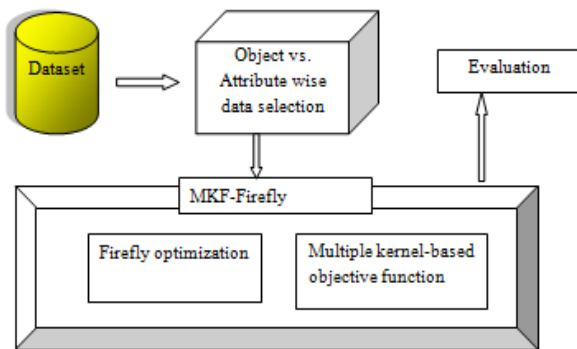 Dataset
Object vs.
Attribute wise
data selection
Evaluation
MKF-Firefly
Firefly optimization
Multiple kernel-based
objective function